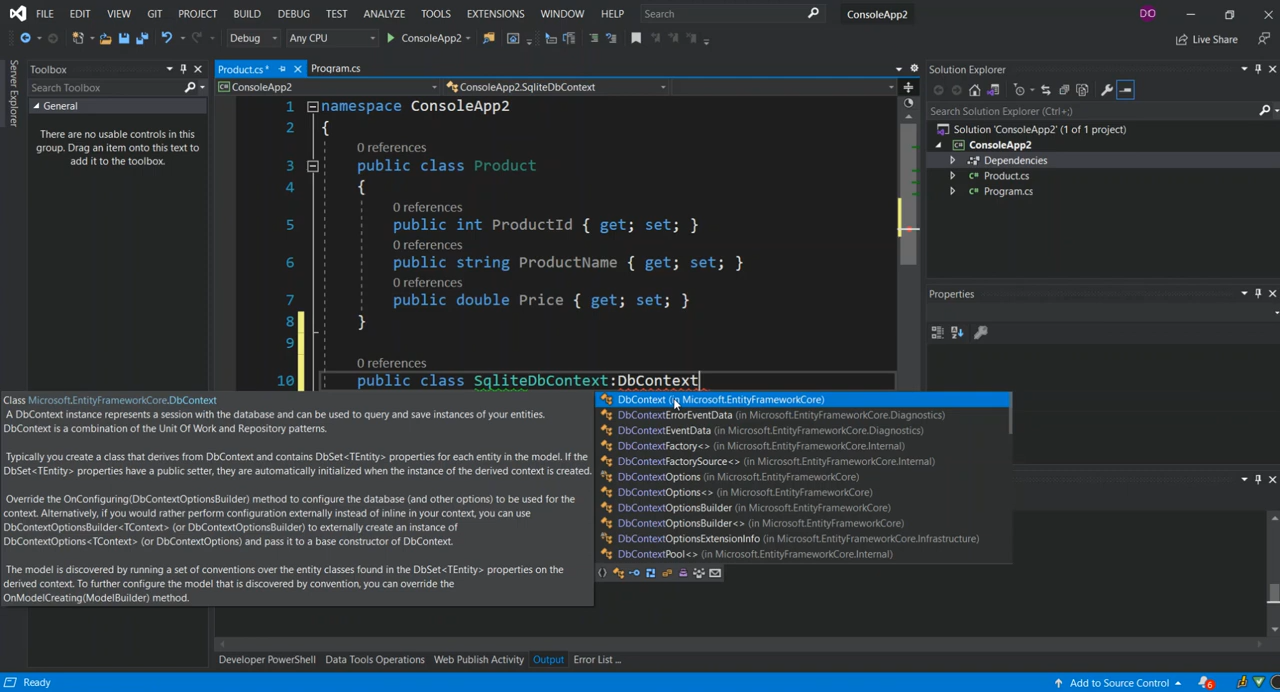 FILE EDIT VIEW GIT PROJECT BUILD DEBUG TEST ANALYZE TOOLS EXTENSIONS WINDOW HELP Search ConsoleApp2 DO
Debug Any CPU ConsoleApp2 Live Share
Server Explorer
Toolbox
Search Toolbox
General
There are no usable controls in this
group. Drag an item onto this text to
add it to the toolbox.
Product.cs* Program.cs
ConsoleApp2 ConsoleApp2.SqliteDbContext
1 namespace ConsoleApp2
2 {
0 references
3 public class Product
4 {
0 references
5 public int ProductId { get; set; }
0 references
6 public string ProductName { get; set; }
0 references
7 public double Price { get; set; }
8 }
9
0 references
10 public class SqliteDbContext:DbContext
Class Microsoft.EntityFrameworkCore.DbContext
A DbContext instance represents a session with the database and can be used to query and save instances of your entities.
DbContext is a combination of the Unit Of Work and Repository patterns.
Typically you create a class that derives from DbContext and contains DbSet<TEntity> properties for each entity in the model. If the
DbSet<TEntity> properties have a public setter, they are automatically initialized when the instance of the derived context is created.
Override the OnConfiguring(DbContextOptionsBuilder) method to configure the database (and other options) to be used for the
context. Alternatively, if you would rather perform configuration externally instead of inline in your context, you can use
DbContextOptionsBuilder<TContext> (or DbContextOptionsBuilder) to externally create an instance of
DbContextOptions<TContext> (or DbContextOptions) and pass it to a base constructor of DbContext.
The model is discovered by running a set of conventions over the entity classes found in the DbSet<TEntity> properties on the
derived context. To further configure the model that is discovered by convention, you can override the
OnModelCreating(ModelBuilder) method.
DbContext (in Microsoft.EntityFrameworkCore)
DbContextErrorEventData (in Microsoft.EntityFrameworkCore.Diagnostics)
DbContextEventData (in Microsoft.EntityFrameworkCore.Diagnostics)
DbContextFactory<> (in Microsoft.EntityFrameworkCore.Internal)
DbContextFactorySource<> (in Microsoft.EntityFrameworkCore.Internal)
DbContextOptions (in Microsoft.EntityFrameworkCore)
DbContextOptions<> (in Microsoft.EntityFrameworkCore)
DbContextOptionsBuilder (in Microsoft.EntityFrameworkCore)
DbContextOptionsBuilder<> (in Microsoft.EntityFrameworkCore)
DbContextOptionsExtensionInfo (in Microsoft.EntityFrameworkCore.Infrastructure)
DbContextPool<> (in Microsoft.EntityFrameworkCore.Internal)
Solution Explorer
Search Solution Explorer (Ctrl+;)
Solution 'ConsoleApp2' (1 of 1 project)
ConsoleApp2
Dependencies
Product.cs
Program.cs
Properties
Developer PowerShell Data Tools Operations Web Publish Activity Output Error List ...
Ready Add to Source Control 6